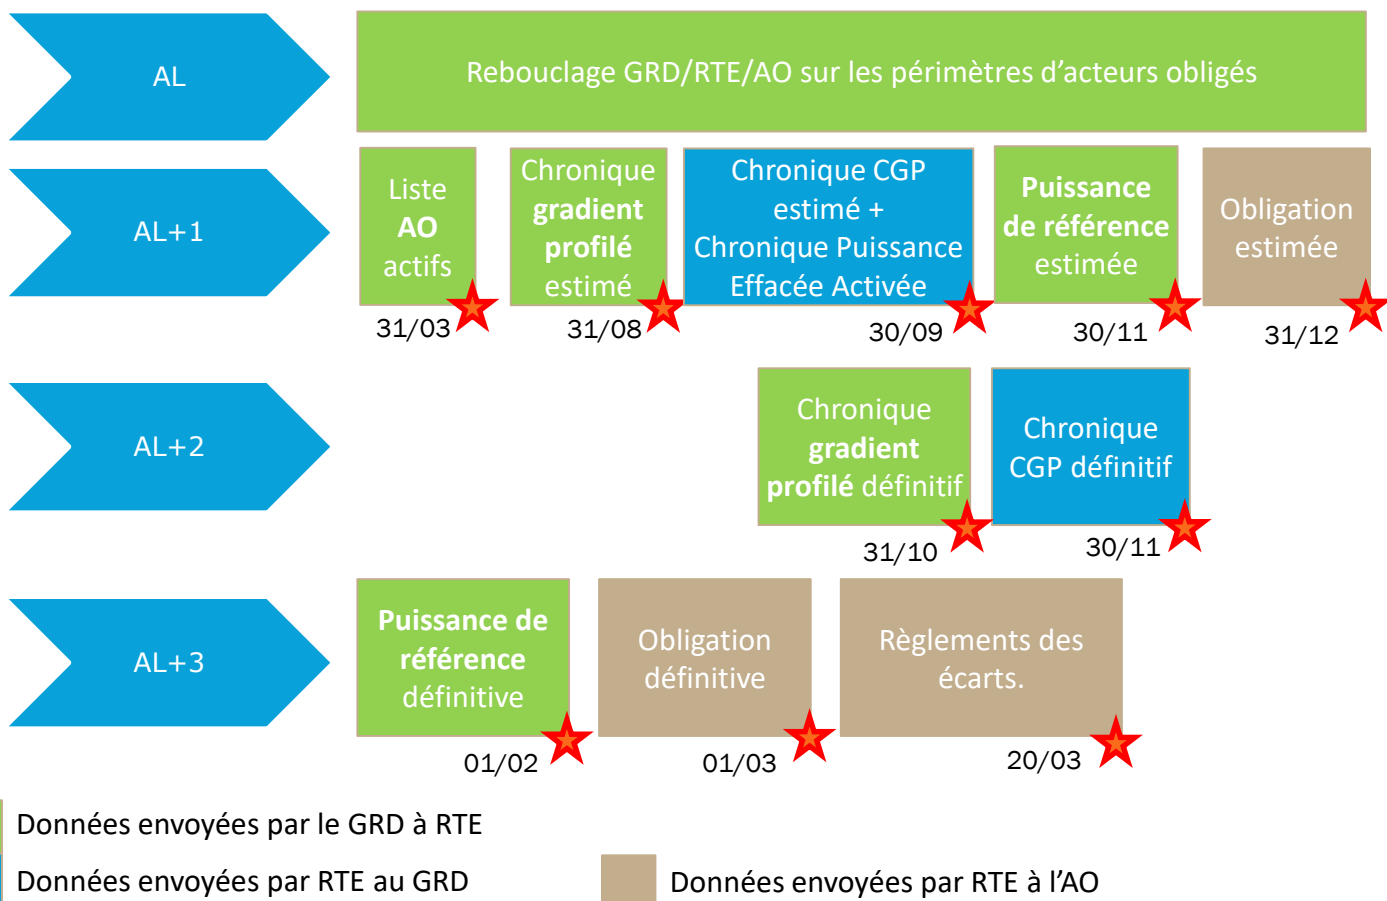 AL
Rebouclage GRD/RTE/AO sur les périmètres d’acteurs obligés
AL+1
Liste
AO
actifs
31/03
Chronique
gradient
profilé
estimé
31/08
Chronique CGP
estimé +
Chronique Puissance
Effacée Activée
30/09
Puissance
de référence
estimée
30/11
Obligation
estimée
31/12
AL+2
Chronique
gradient
profilé définitif
31/10
Chronique
CGP définitif
30/11
AL+3
Puissance de
référence
définitive
01/02
Obligation
définitive
01/03
Règlements des
écarts.
20/03
Données envoyées par le GRD à RTE
Données envoyées par RTE au GRD
Données envoyées par RTE à l’AO